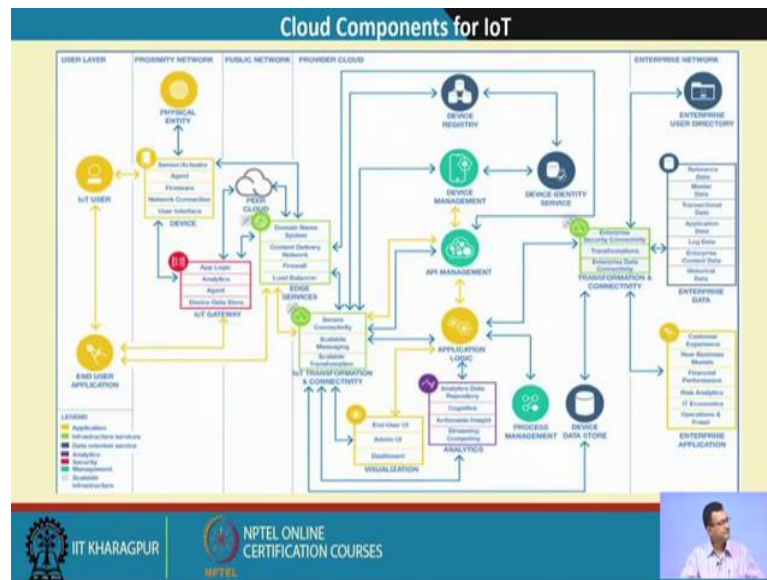 Cloud Components for IoT
USER LAYER
PROXIMITY NETWORK
PUBLIC NETWORK
PROVIDER CLOUD
ENTERPRISE NETWORK
PHYSICAL
ENTITY
IoT USER
END USER
APPLICATION
Sensor/Actuator
Agent
Firmware
Network Connection
User Interface
DEVICE
App Logic
Analytics
Agent
Device Data Store
IoT GATEWAY
PEER
CLOUD
Domain Name
System
Content Delivery
Network
Firewall
Load Balancer
EDGE
SERVICES
Secure
Connectivity
Scalable
Messaging
Scalable
Transformation
IoT TRANSFORMATION
& CONNECTIVITY
DEVICE
REGISTRY
DEVICE
MANAGEMENT
DEVICE IDENTITY
SERVICE
API MANAGEMENT
APPLICATION
LOGIC
End User UI
Admin UI
Dashboard
VISUALIZATION
Analytics Data
Repository
Cognitive
Actionable Insight
Streaming
Computing
ANALYTICS
PROCESS
MANAGEMENT
DEVICE
DATA STORE
Enterprise
Security Connectivity
Transformations
Enterprise Data
Connectivity
TRANSFORMATION &
CONNECTIVITY
ENTERPRISE
USER DIRECTORY
Reference
Data
Master
Data
Transactional
Data
Application
Data
Log Data
Enterprise
Content Data
Historical
Data
ENTERPRISE
DATA
Customer
Experience
New Business
Models
Financial
Performance
Risk Analytics
IT Economics
Operations &
Fraud
ENTERPRISE
APPLICATION
LEGEND
Application
Infrastructure services
Data oriented service
Analytics
Security
Management
Scalable
Infrastructure
IIT KHARAGPUR
NPTEL
NPTEL ONLINE
CERTIFICATION COURSES